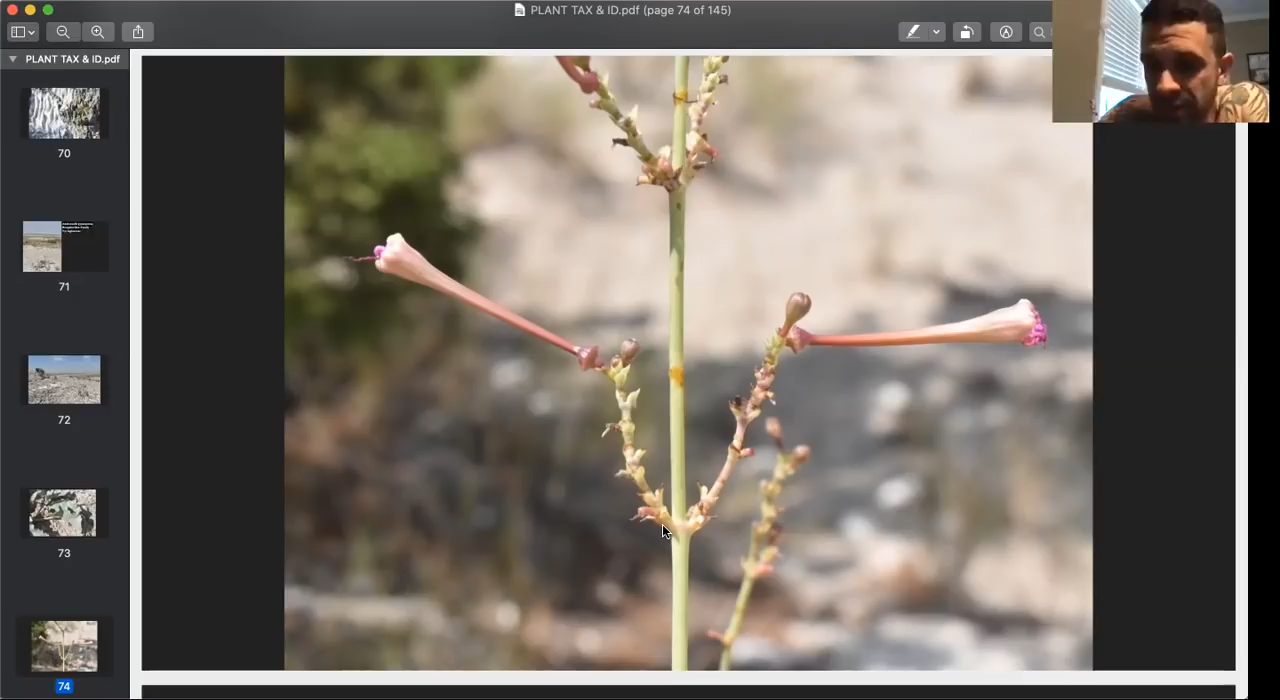 PLANT TAX & ID.pdf (page 74 of 145)
PLANT TAX & ID.pdf
70
71
72
73
74